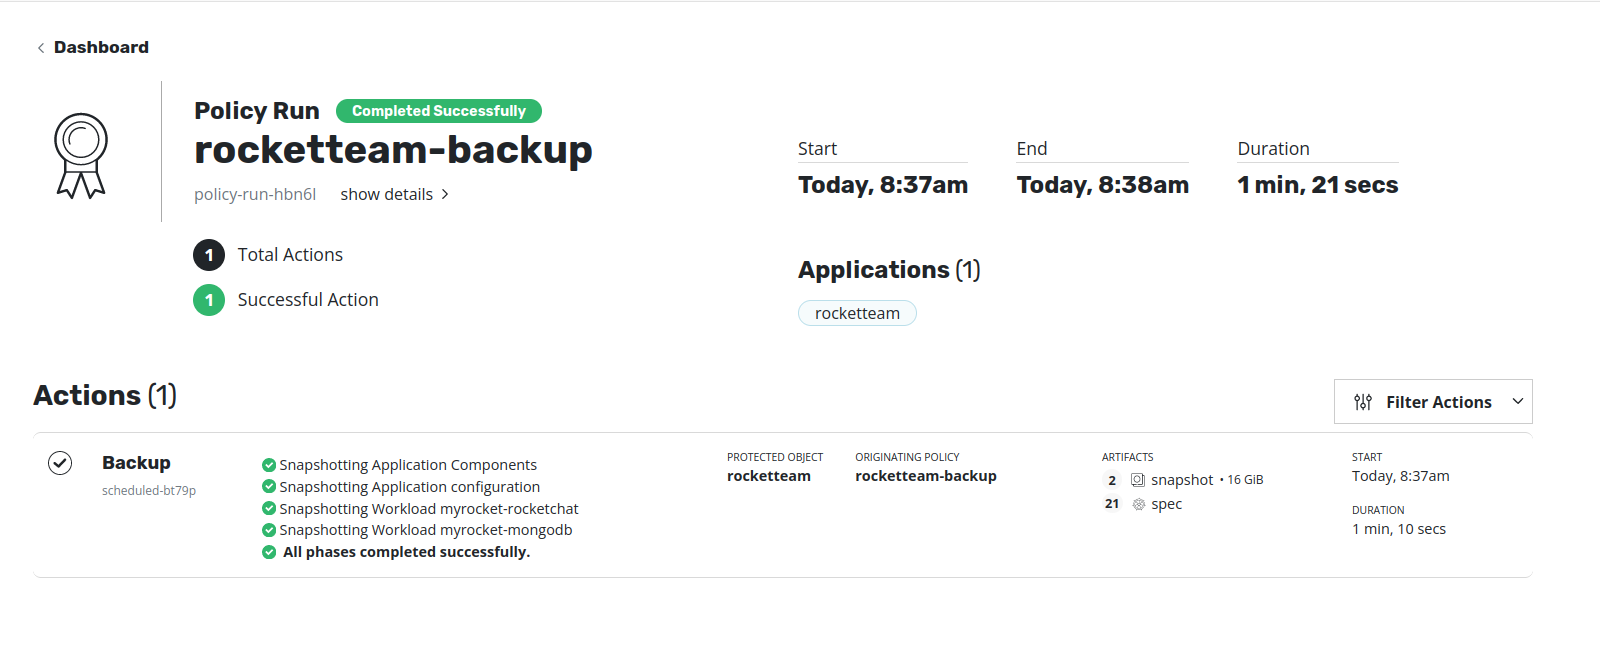 Dashboard
Policy Run Completed Successfully
rocketteam-backup
policy-run-hbn6l show details
Start
Today, 8:37am
End
Today, 8:38am
Duration
1 min, 21 secs
1 Total Actions
1 Successful Action
Applications (1)
rocketteam
Actions (1)
Filter Actions
Backup
scheduled-bt79p
Snapshotting Application Components
Snapshotting Application configuration
Snapshotting Workload myrocket-rocketchat
Snapshotting Workload myrocket-mongodb
All phases completed successfully.
PROTECTED OBJECT
rocketteam
ORIGINATING POLICY
rocketteam-backup
ARTIFACTS
2 snapshot • 16 GiB
21 spec
START
Today, 8:37am
DURATION
1 min, 10 secs